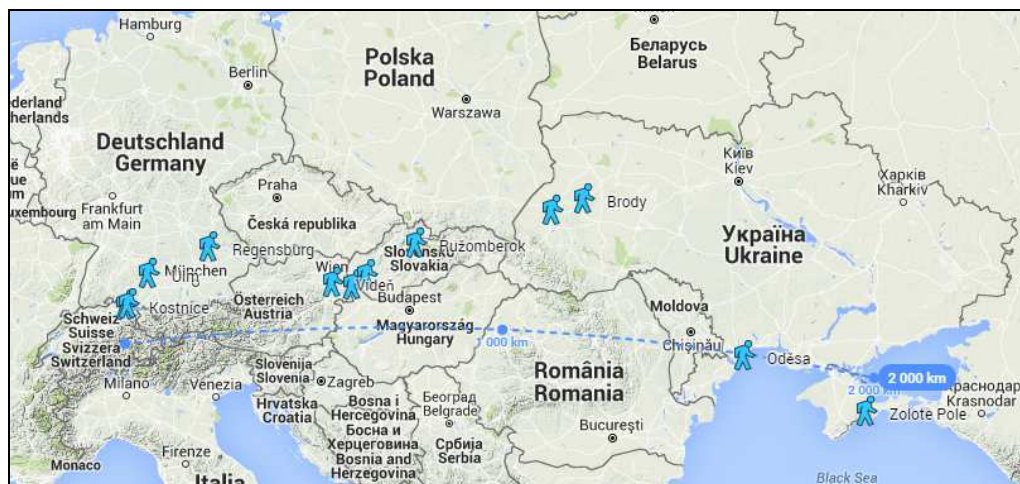 Hamburg
Беларусь
Belarus
Polska
Poland
Berlin
Warszawa
ederland
herlands
Deutschland
Germany
Київ
Kiev
Харків
Kharkiv
Praha
Frankfurt
am Main
uxembourg
Brody
Česká republika
Україна
Ukraine
Regensburg
Ružomberok
Slovensko
Slovakia
München
Ulm
Wien
Vídeň
Kostnice
Österreich
Austria
Budapest
Moldova
Schweiz
Suisse
Svizzera
Switzerland
Magyarország
Hungary
1 000 km
Chișinău
Oděsa
Slovenija
Slovenia
Milano
Venezia
Zagreb
România
Romania
2 000 km
2 000 km
Краснодар
Krasnodar
Hrvatska
Croatia
Bosna i
Hercegovina
Босна и
Херцеговина
Bosnia and
Herzegovina
Београд
Belgrade
Србија
Serbia
București
Zolote Pole
Monaco
Firenze
Italia
Black Sea